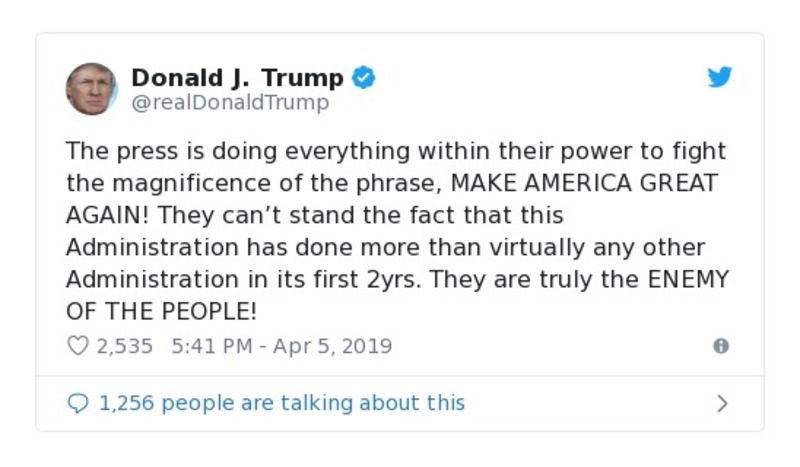 Donald J. Trump
@realDonaldTrump
The press is doing everything within their power to fight
the magnificence of the phrase, MAKE AMERICA GREAT
AGAIN! They can’t stand the fact that this
Administration has done more than virtually any other
Administration in its first 2yrs. They are truly the ENEMY
OF THE PEOPLE!
2,535 5:41 PM - Apr 5, 2019
1,256 people are talking about this